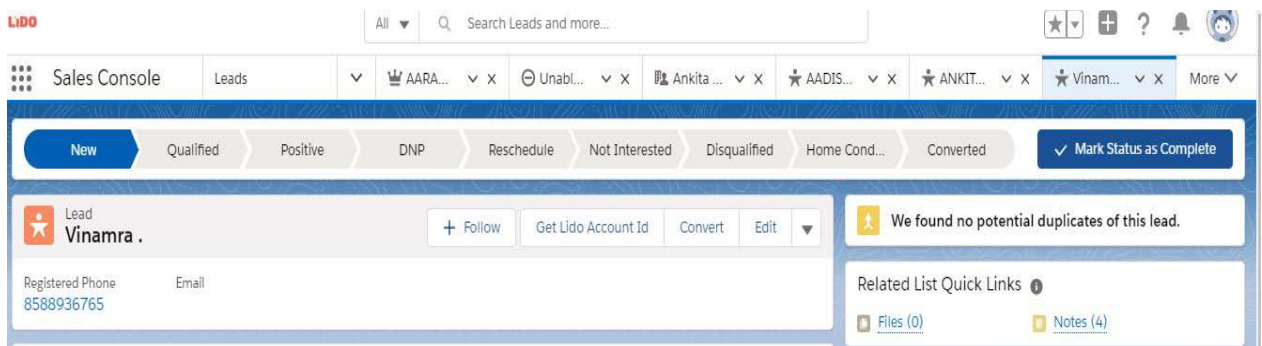 LiDO
All
Search Leads and more...
Sales Console
Leads
AARA...
Unabl...
Ankita ...
AADIS...
ANKIT...
Vinam...
More
New
Qualified
Positive
DNP
Reschedule
Not Interested
Disqualified
Home Cond...
Converted
Mark Status as Complete
Lead
Vinamra .
+ Follow
Get Lido Account Id
Convert
Edit
We found no potential duplicates of this lead.
Registered Phone
Email
8588936765
Related List Quick Links
Files (0)
Notes (4)